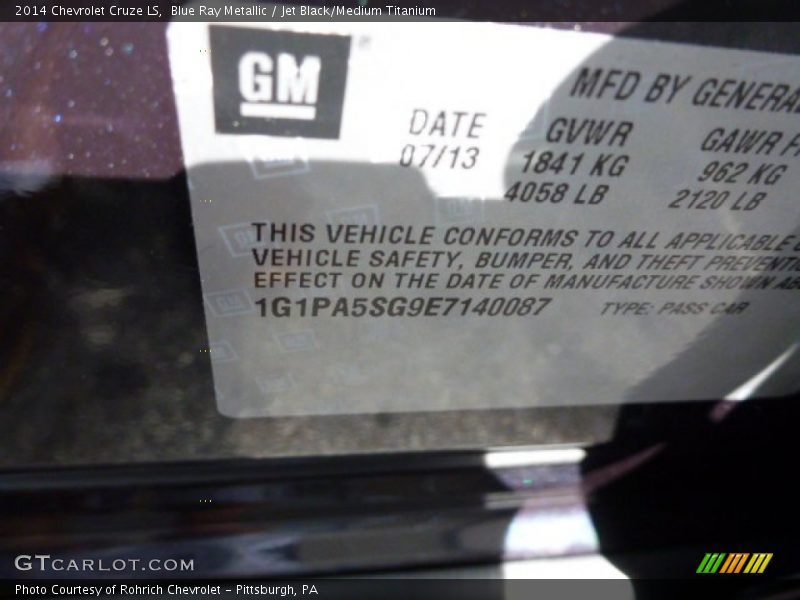 2014 Chevrolet Cruze LS, Blue Ray Metallic / Jet Black/Medium Titanium
GM
MFD BY GENERAL
DATE GVWR GAWR
07/13 1841 KG 962 KG
4058 LB 2120 LB
THIS VEHICLE CONFORMS TO ALL APPLICABLE
VEHICLE SAFETY, BUMPER, AND THEFT PREVENTIO
EFFECT ON THE DATE OF MANUFACTURE SHOWN AB
1G1PA5SG9E7140087 TYPE: PASS CAR
GTCARLOT.COM
Photo Courtesy of Rohrich Chevrolet – Pittsburgh, PA